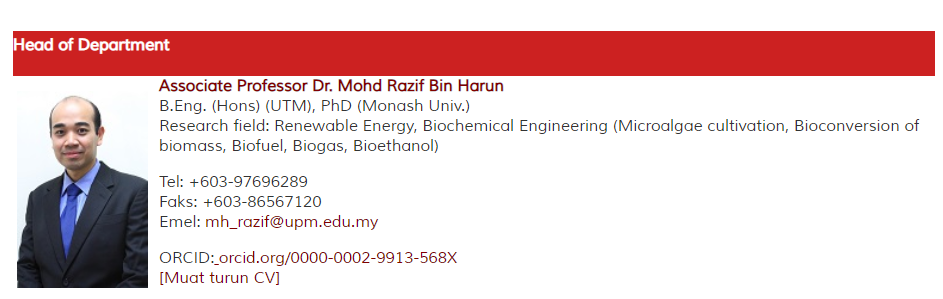 Head of Department
Associate Professor Dr. Mohd Razif Bin Harun
B.Eng. (Hons) (UTM), PhD (Monash Univ.)
Research field: Renewable Energy, Biochemical Engineering (Microalgae cultivation, Bioconversion of
biomass, Biofuel, Biogas, Bioethanol)
Tel: +603-97696289
Faks: +603-86567120
Emel: mh_razif@upm.edu.my
ORCID: orcid.org/0000-0002-9913-568X
[Muat turun CV]